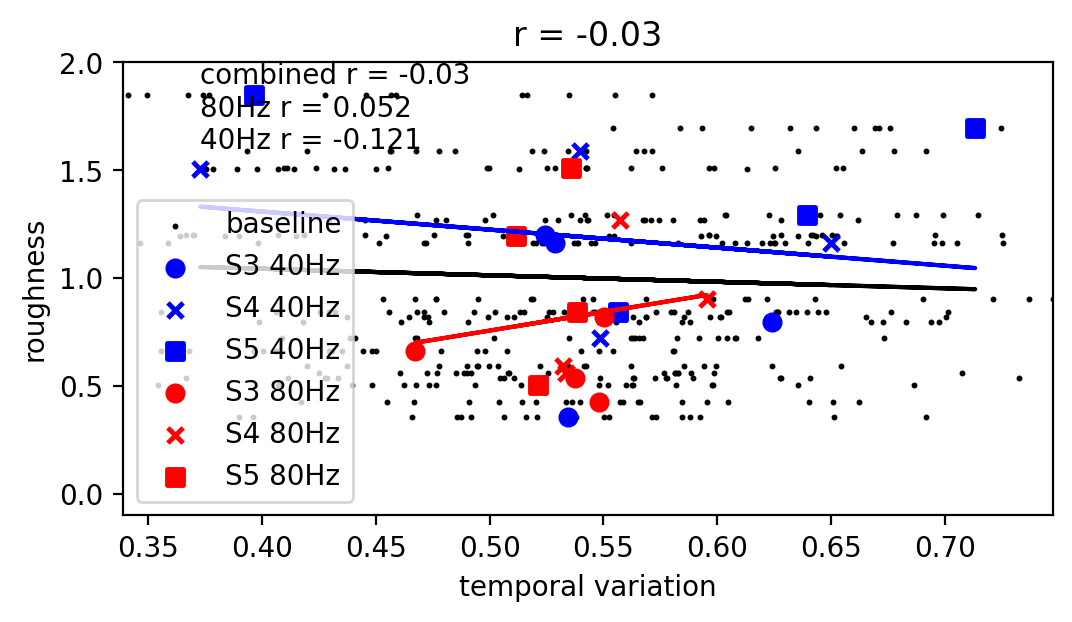 r = -0.03
combined r = -0.03
80Hz r = 0.052
40Hz r = -0.121
2.0
1.5
1.0
0.5
0.0
roughness
baseline
S3 40Hz
S4 40Hz
S5 40Hz
S3 80Hz
S4 80Hz
S5 80Hz
0.35 0.40 0.45 0.50 0.55 0.60 0.65 0.70
temporal variation